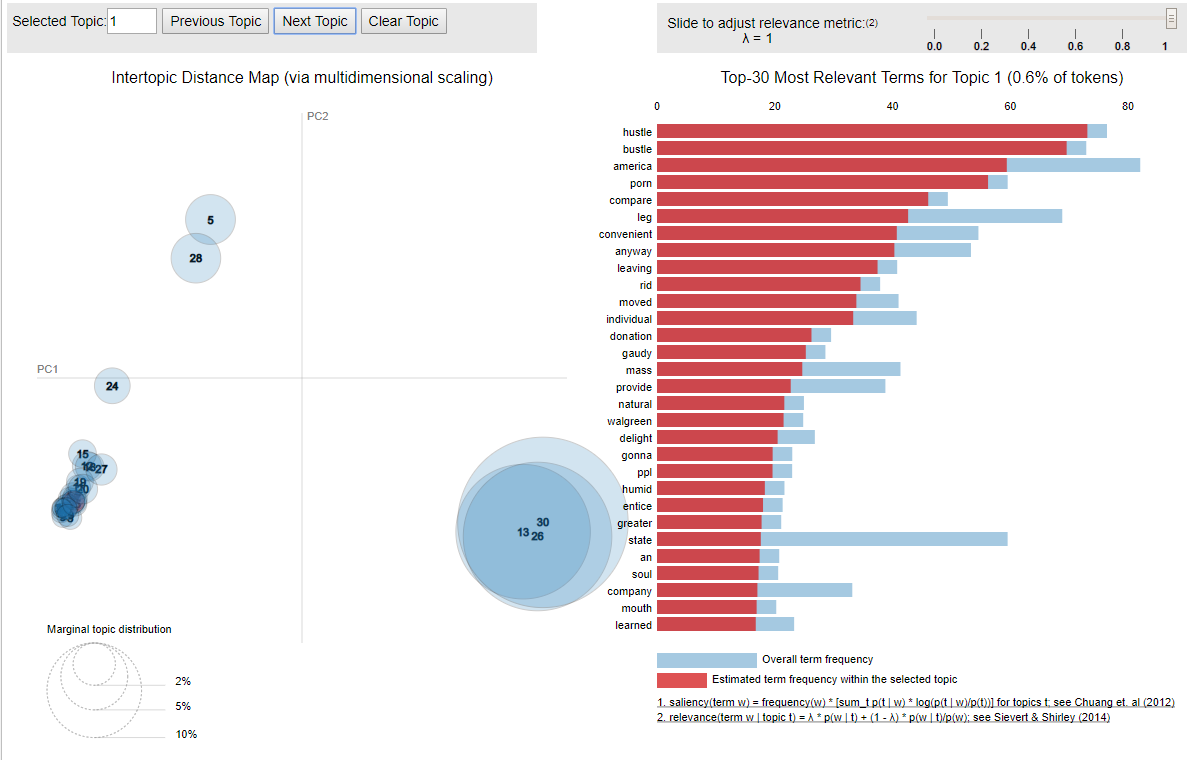 Selected Topic: 1 Previous Topic Next Topic Clear Topic
Slide to adjust relevance metric:(2)
λ = 1
0.0 0.2 0.4 0.6 0.8 1
Intertopic Distance Map (via multidimensional scaling)
PC2
PC1
5
28
24
15
27
20
30
13
26
Marginal topic distribution
2%
5%
10%
Top-30 Most Relevant Terms for Topic 1 (0.6% of tokens)
0 20 40 60 80
hustle
bustle
america
porn
compare
leg
convenient
anyway
leaving
rid
moved
individual
donation
gaudy
mass
provide
natural
walgreen
delight
gonna
ppl
humid
entice
greater
state
an
soul
company
mouth
learned
Overall term frequency
Estimated term frequency within the selected topic
1. saliency(term w) = frequency(w) * [sum_t p(t | w) * log(p(t | w)/p(t))] for topics t; see Chuang et. al (2012)
2. relevance(term w | topic t) = λ * p(w | t) + (1 - λ) * p(w | t)/p(w); see Sievert & Shirley (2014)